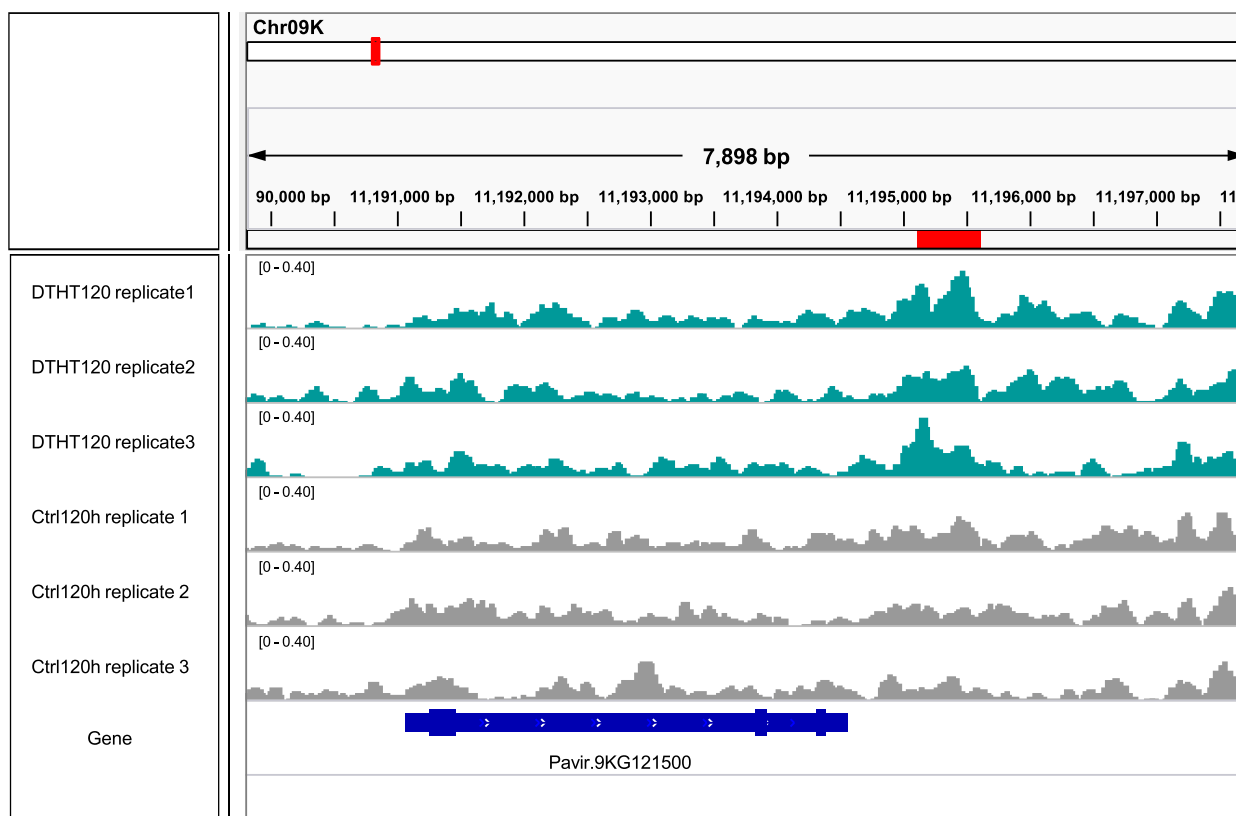 Chr09K
7,898 bp
90,000 bp 11,191,000 bp 11,192,000 bp 11,193,000 bp 11,194,000 bp 11,195,000 bp 11,196,000 bp 11,197,000 bp 11
DTHT120 replicate1
[0 - 0.40]
DTHT120 replicate2
[0 - 0.40]
DTHT120 replicate3
[0 - 0.40]
Ctrl120h replicate 1
[0 - 0.40]
Ctrl120h replicate 2
[0 - 0.40]
Ctrl120h replicate 3
[0 - 0.40]
Gene
Pavir.9KG121500